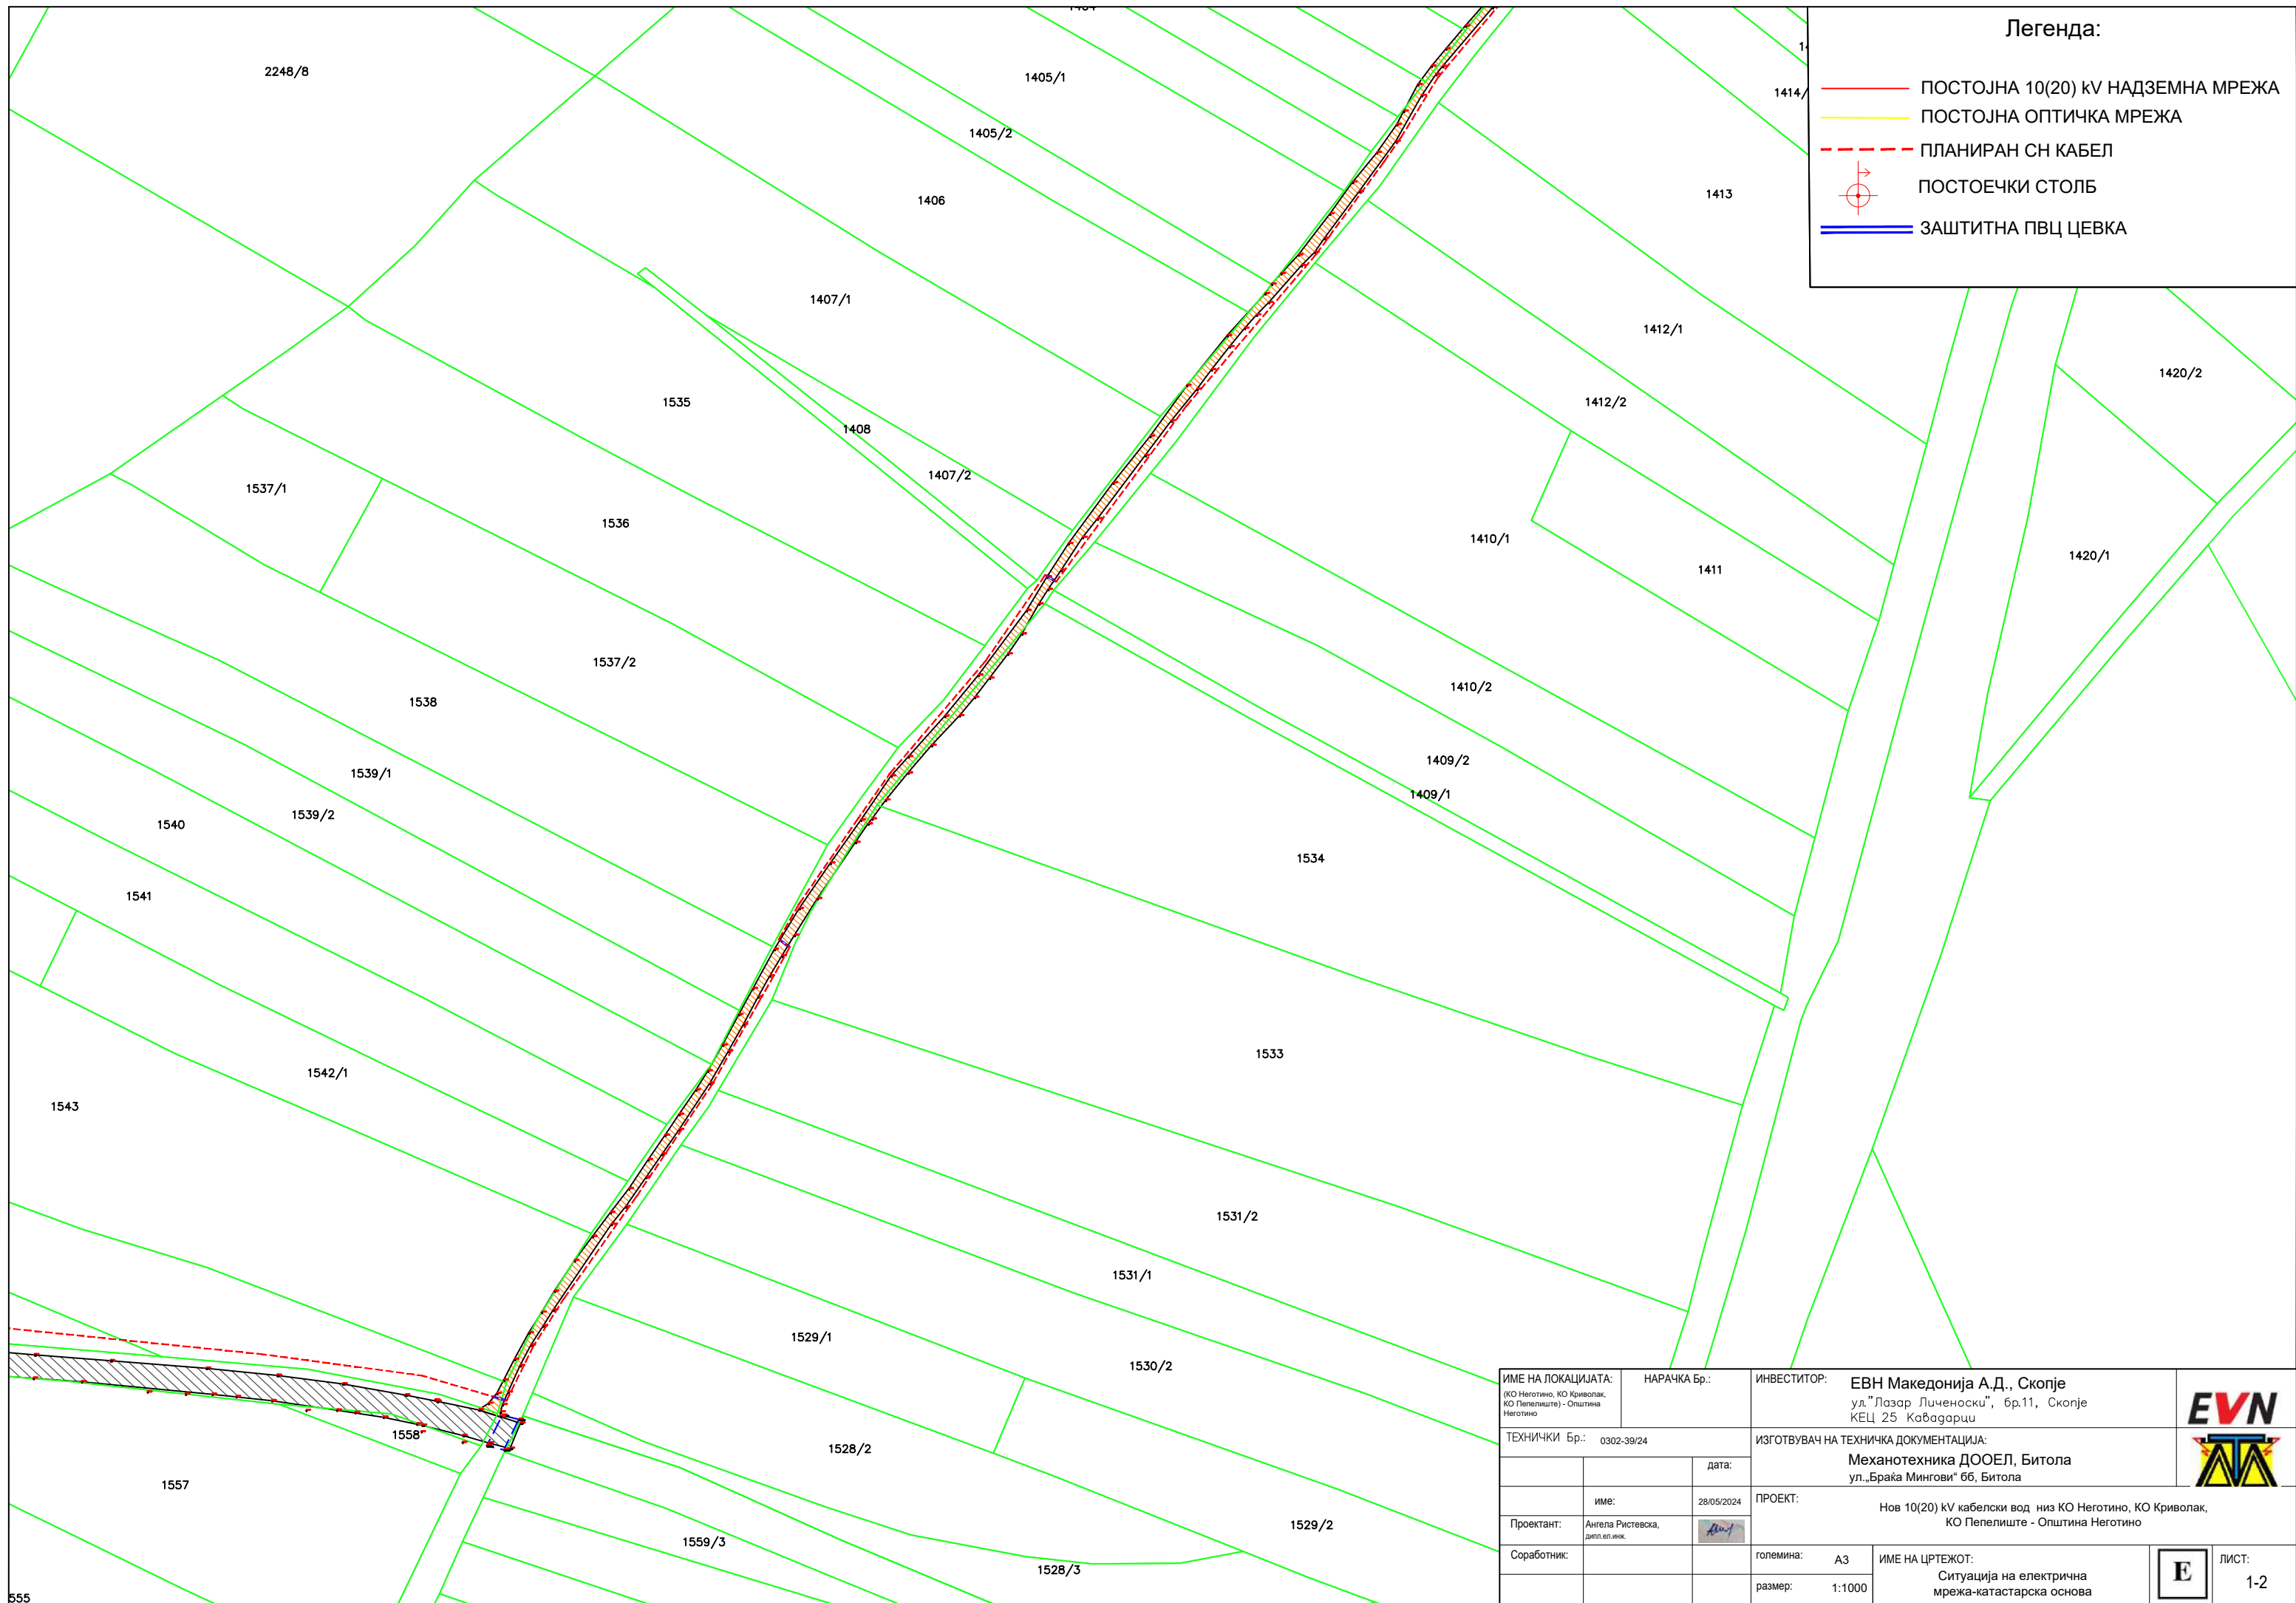 Легенда:
ПОСТОЈНА 10(20) kV НАДЗЕМНА МРЕЖА
ПОСТОЈНА ОПТИЧКА МРЕЖА
ПЛАНИРАН СН КАБЕЛ
ПОСТОЕЧКИ СТОЛБ
ЗАШТИТНА ПВЦ ЦЕВКА
2248/8
1405/1
1405/2
1406
1407/1
1413
1412/1
1412/2
1420/2
1535
1408
1407/2
1537/1
1536
1410/1
1411
1420/1
1537/2
1538
1410/2
1539/1
1409/2
1409/1
1539/2
1540
1534
1541
1533
1542/1
1543
1531/2
1531/1
1529/1
1530/2
1558
1528/2
1557
1529/2
1559/3
1528/3
555
ИМЕ НА ЛОКАЦИЈАТА:
(КО Неготино, КО Криволак,
КО Пепелиште) - Општина
Неготино
НАРАЧКА Бр.:
ИНВЕСТИТОР:
ЕВН Македонија А.Д., Скопје
ул."Лазар Личеноски", бр.11, Скопје
КЕЦ 25 Кавадарци
EVN
ТЕХНИЧКИ Бр.: 0302-39/24
ИЗГОТВУВАЧ НА ТЕХНИЧКА ДОКУМЕНТАЦИЈА:
Механотехника ДООЕЛ, Битола
ул.„Браќа Мингови“ бб, Битола
дата:
име:
28/05/2024
ПРОЕКТ:
Нов 10(20) kV кабелски вод низ КО Неготино, КО Криволак,
КО Пепелиште - Општина Неготино
Проектант:
Ангела Ристевска,
дипл.ел.инж.
Соработник:
големина: А3
размер: 1:1000
ИМЕ НА ЦРТЕЖОТ:
Ситуација на електрична
мрежа-катастарска основа
E
ЛИСТ:
1-2